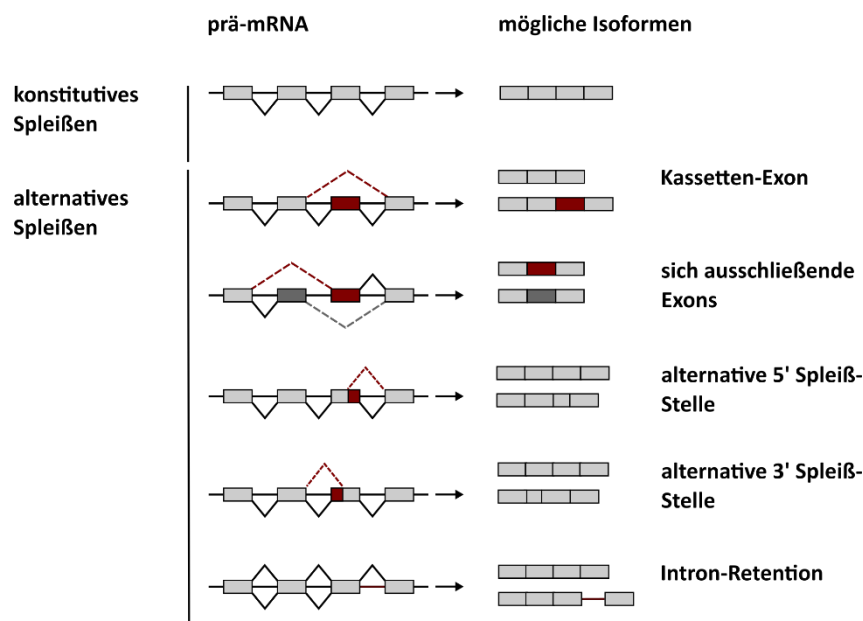 prä-mRNA
mögliche Isoformen
konstitutives
Spleißen
alternatives
Spleißen
Kassetten-Exon
sich ausschließende
Exons
alternative 5' Spleiß-
Stelle
alternative 3' Spleiß-
Stelle
Intron-Retention